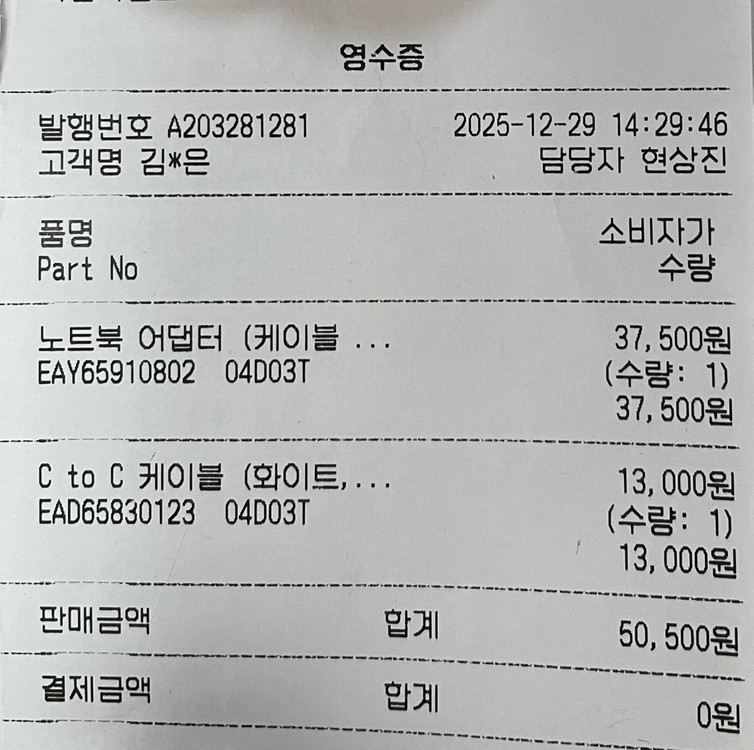 영수증
발행번호 A203281281 2025-12-29 14:29:46
고객명 김*은 담당자 현상진
품명 소비자가
Part No 수량
노트북 어댑터 (케이블 ... 37,500원
EAY65910802 04D03T (수량: 1)
37,500원
C to C 케이블 (화이트,... 13,000원
EAD65830123 04D03T (수량: 1)
13,000원
판매금액 합계 50,500원
결제금액 합계 0원